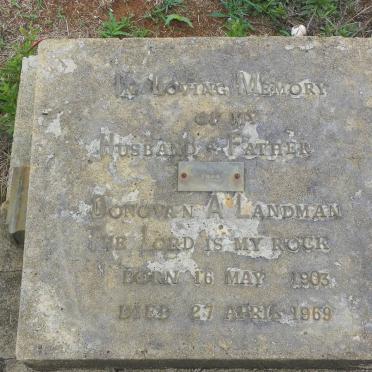 In Loving Memory
of my
Husband & Father
Donovan A Landman
The Lord is my Rock
Born 16 May 1903
Died 27 April 1969